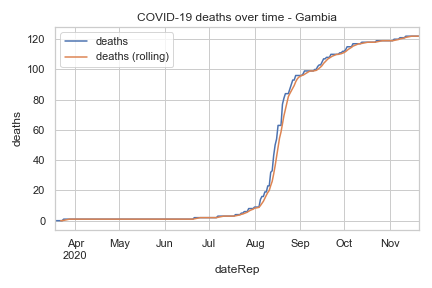 COVID-19 deaths over time - Gambia
deaths
deaths (rolling)
120
100
80
60
40
20
0
deaths
Apr May Jun Jul Aug Sep Oct Nov
2020
dateRep